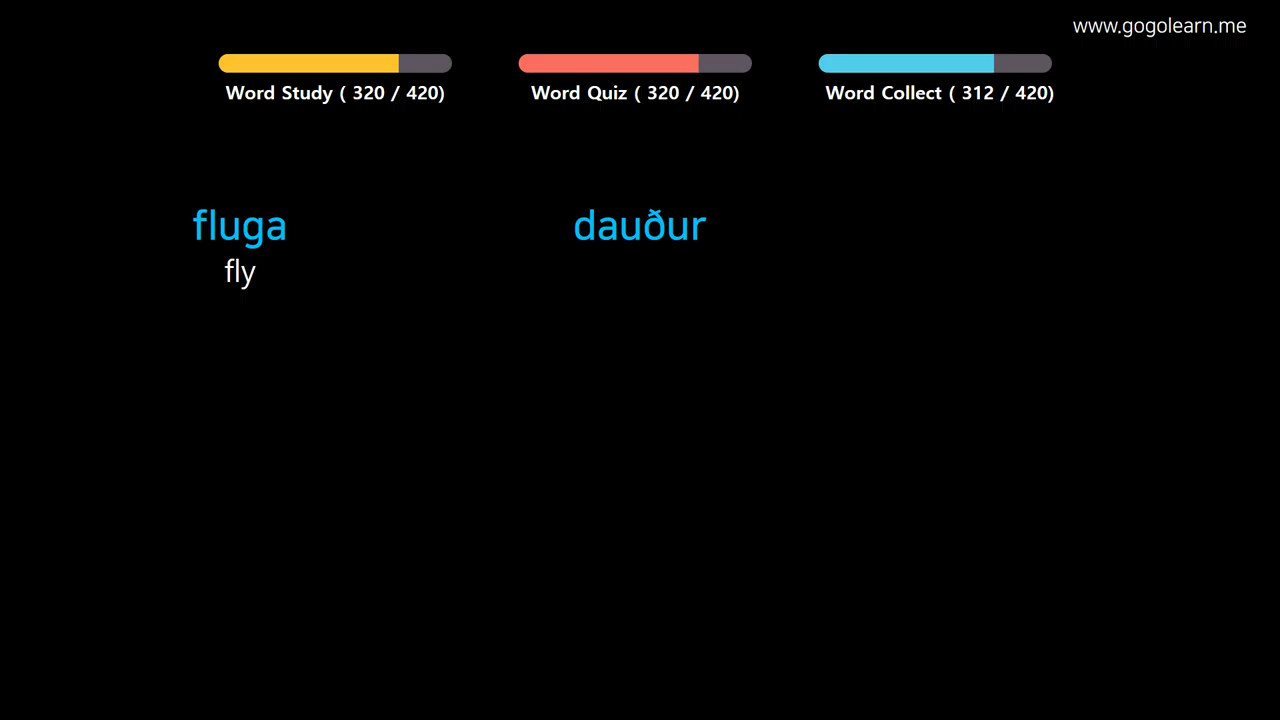 www.gogolearn.me
Word Study ( 320 / 420)
Word Quiz ( 320 / 420)
Word Collect ( 312 / 420)
fluga
dauður
fly